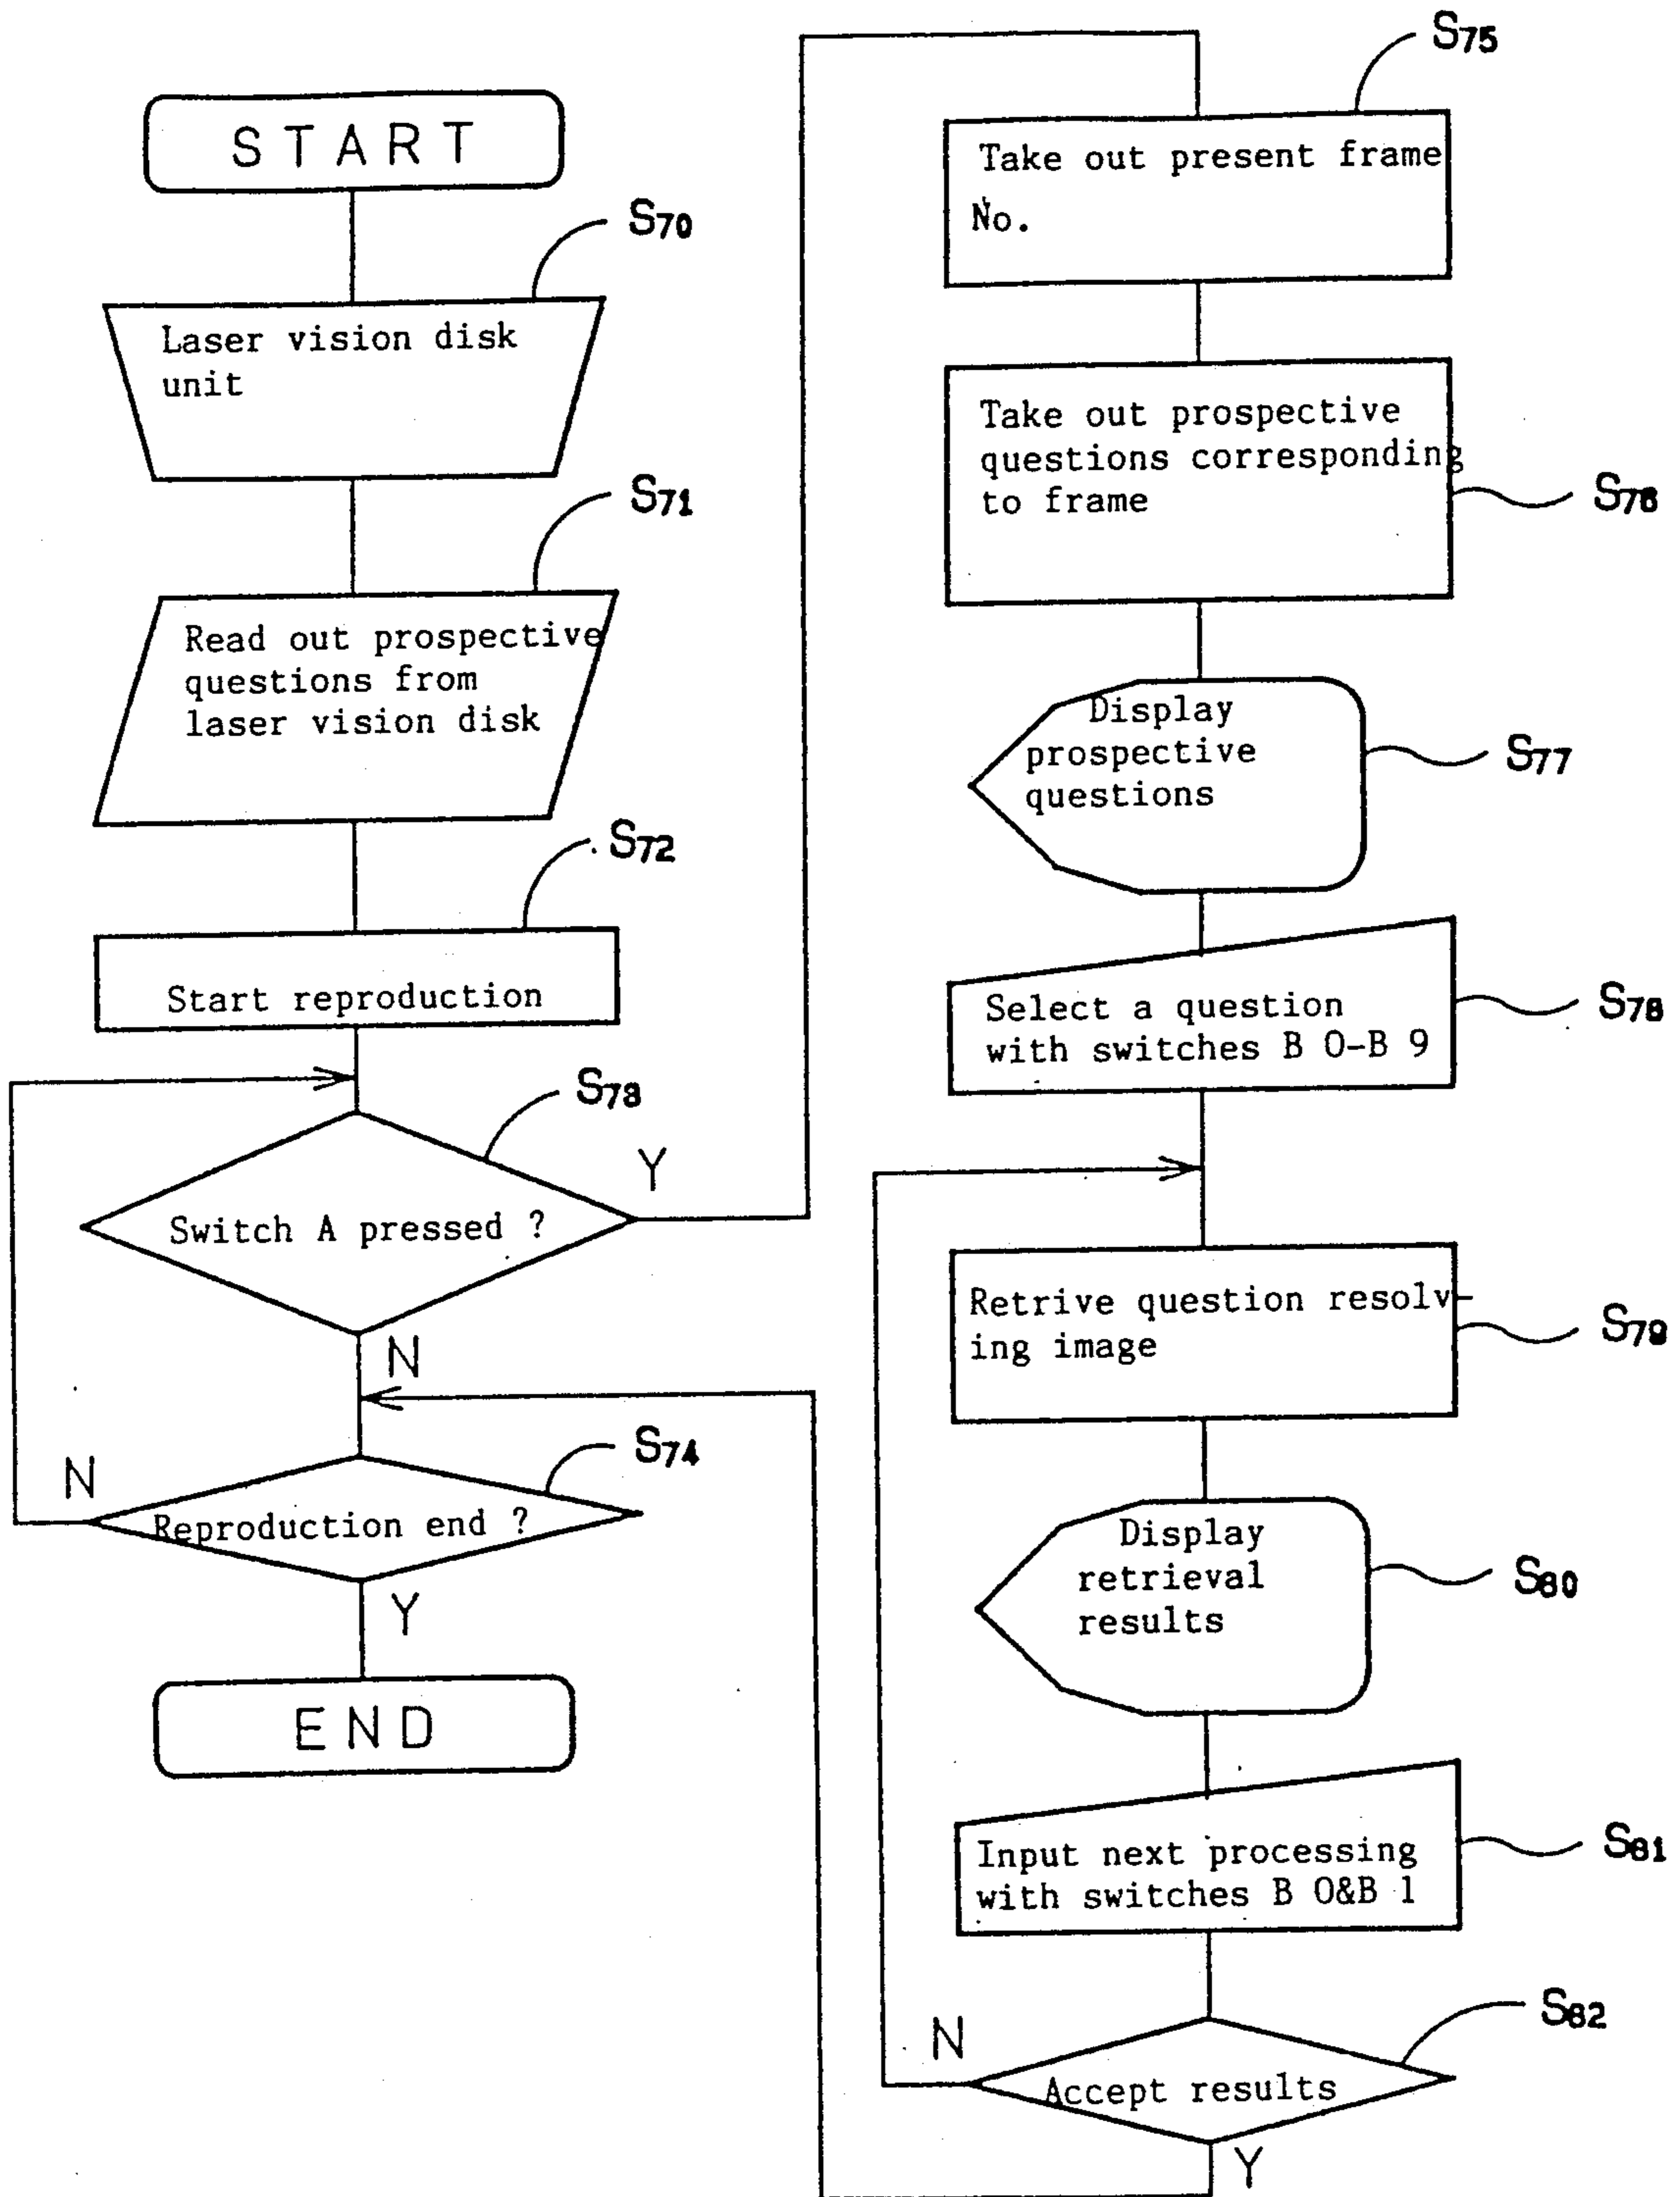 START
S70
Laser vision disk
unit
S71
Read out prospective
questions from
laser vision disk
S72
Start reproduction
S73
Switch A pressed ?
Y
N
S74
N
Reproduction end ?
Y
END
S75
Take out present frame
No.
S76
Take out prospective
questions corresponding
to frame
Display
prospective
questions
S77
Select a question
with switches B 0-B 9
S78
Retrive question resolv-
ing image
S79
Display
retrieval
results
S80
Input next processing
with switches B 0&B 1
S81
S82
N
Accept results
Y